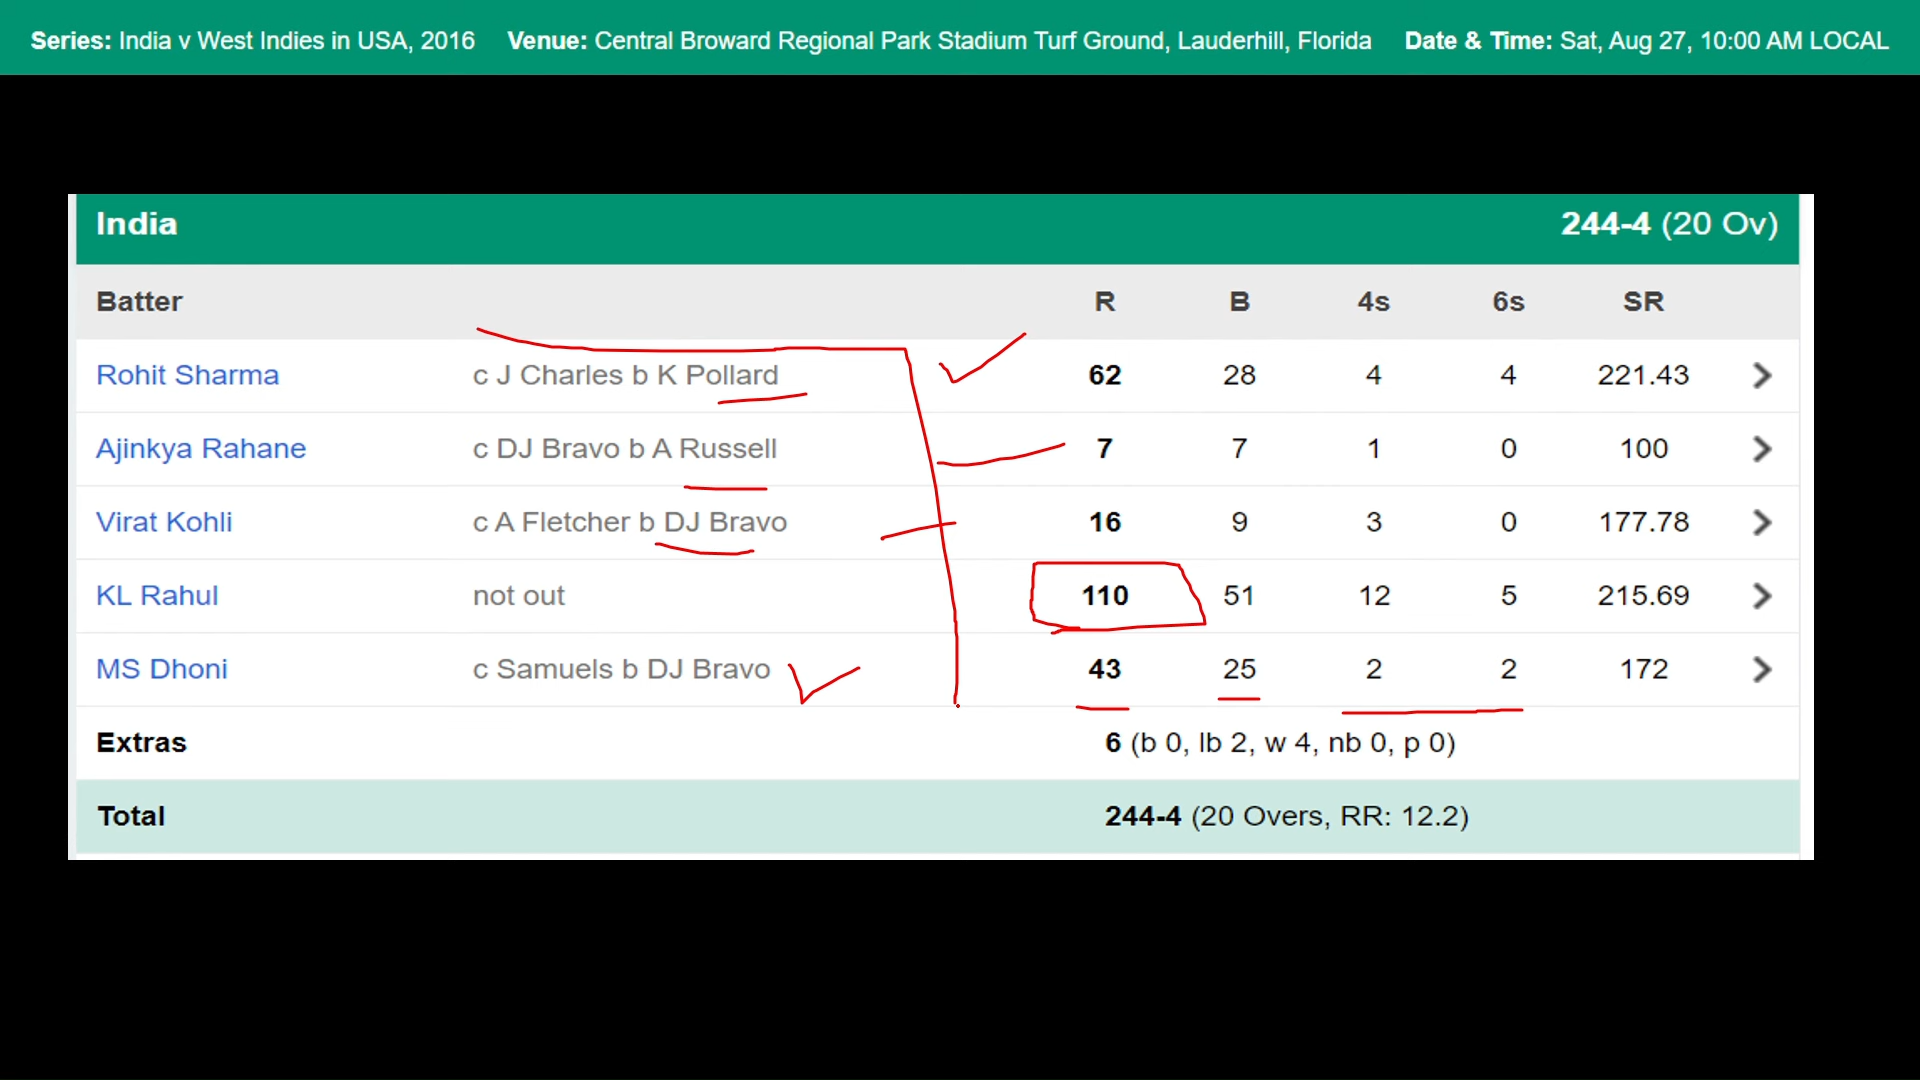 Series: India v West Indies in USA, 2016 Venue: Central Broward Regional Park Stadium Turf Ground, Lauderhill, Florida Date & Time: Sat, Aug 27, 10:00 AM LOCAL
India 244-4 (20 Ov)
Batter R B 4s 6s SR
Rohit Sharma c J Charles b K Pollard 62 28 4 4 221.43
Ajinkya Rahane c DJ Bravo b A Russell 7 7 1 0 100
Virat Kohli c A Fletcher b DJ Bravo 16 9 3 0 177.78
KL Rahul not out 110 51 12 5 215.69
MS Dhoni c Samuels b DJ Bravo 43 25 2 2 172
Extras 6 (b 0, lb 2, w 4, nb 0, p 0)
Total 244-4 (20 Overs, RR: 12.2)